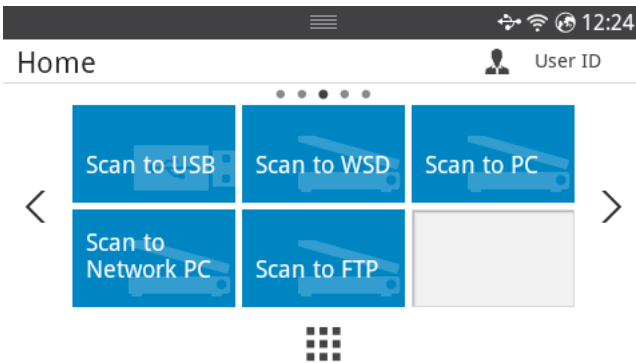 12:24
Home
User ID
Scan to USB
Scan to WSD
Scan to PC
Scan to
Network PC
Scan to FTP